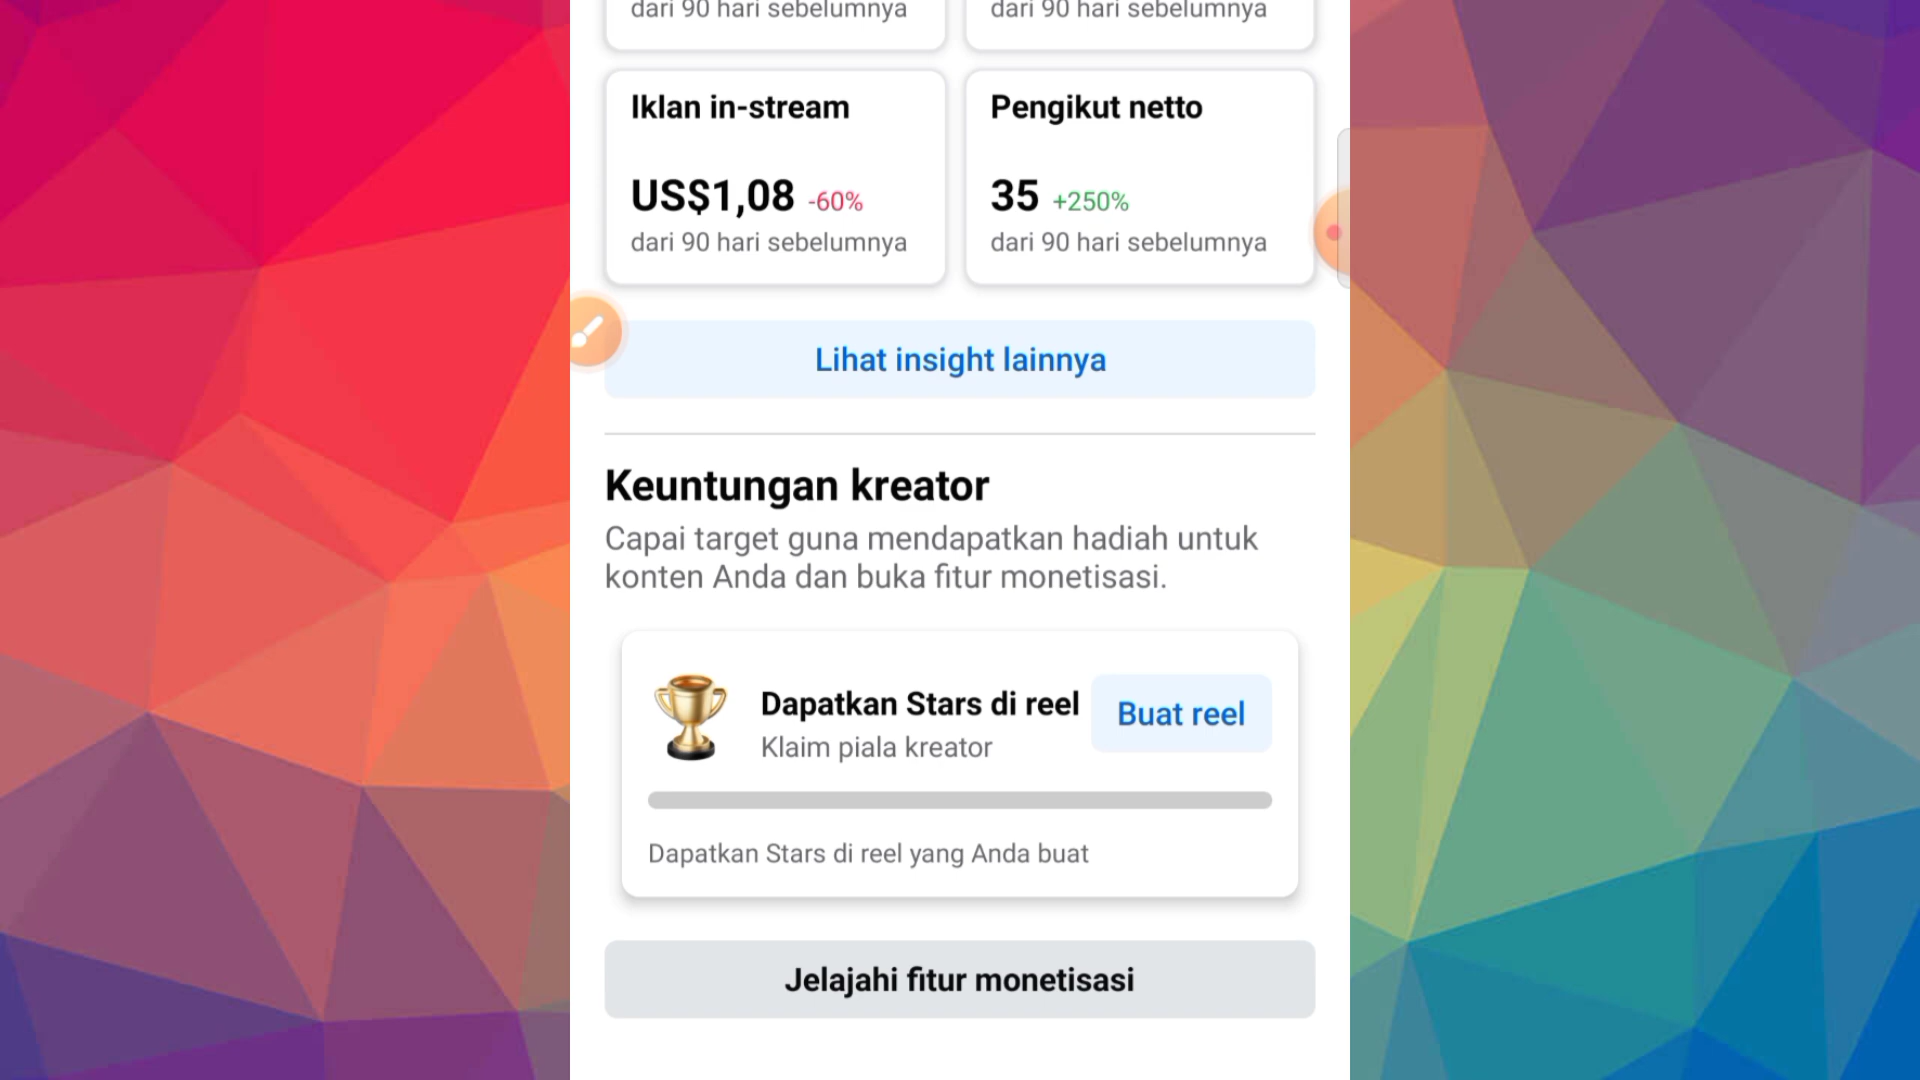 dari 90 hari sebelumnya
dari 90 hari sebelumnya
Iklan in-stream
US$1,08 -60%
dari 90 hari sebelumnya
Pengikut netto
35 +250%
dari 90 hari sebelumnya
Lihat insight lainnya
Keuntungan kreator
Capai target guna mendapatkan hadiah untuk
konten Anda dan buka fitur monetisasi.
Dapatkan Stars di reel
Klaim piala kreator
Buat reel
Dapatkan Stars di reel yang Anda buat
Jelajahi fitur monetisasi